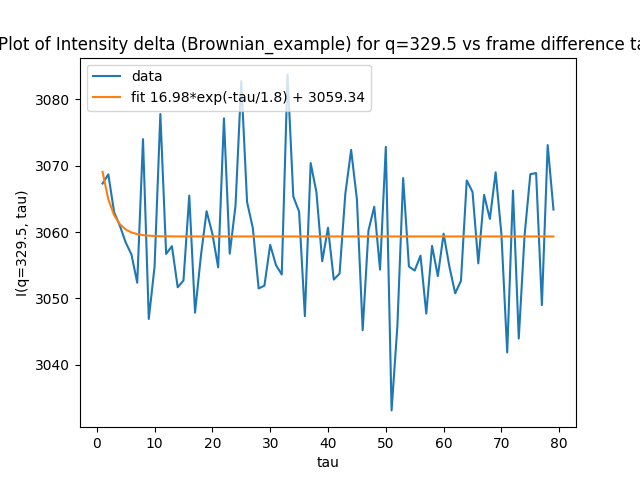 Plot of Intensity delta (Brownian_example) for q=329.5 vs frame difference ta
data
fit 16.98*exp(-tau/1.8) + 3059.34
I(q=329.5, tau)
3080
3070
3060
3050
3040
0 10 20 30 40 50 60 70 80
tau